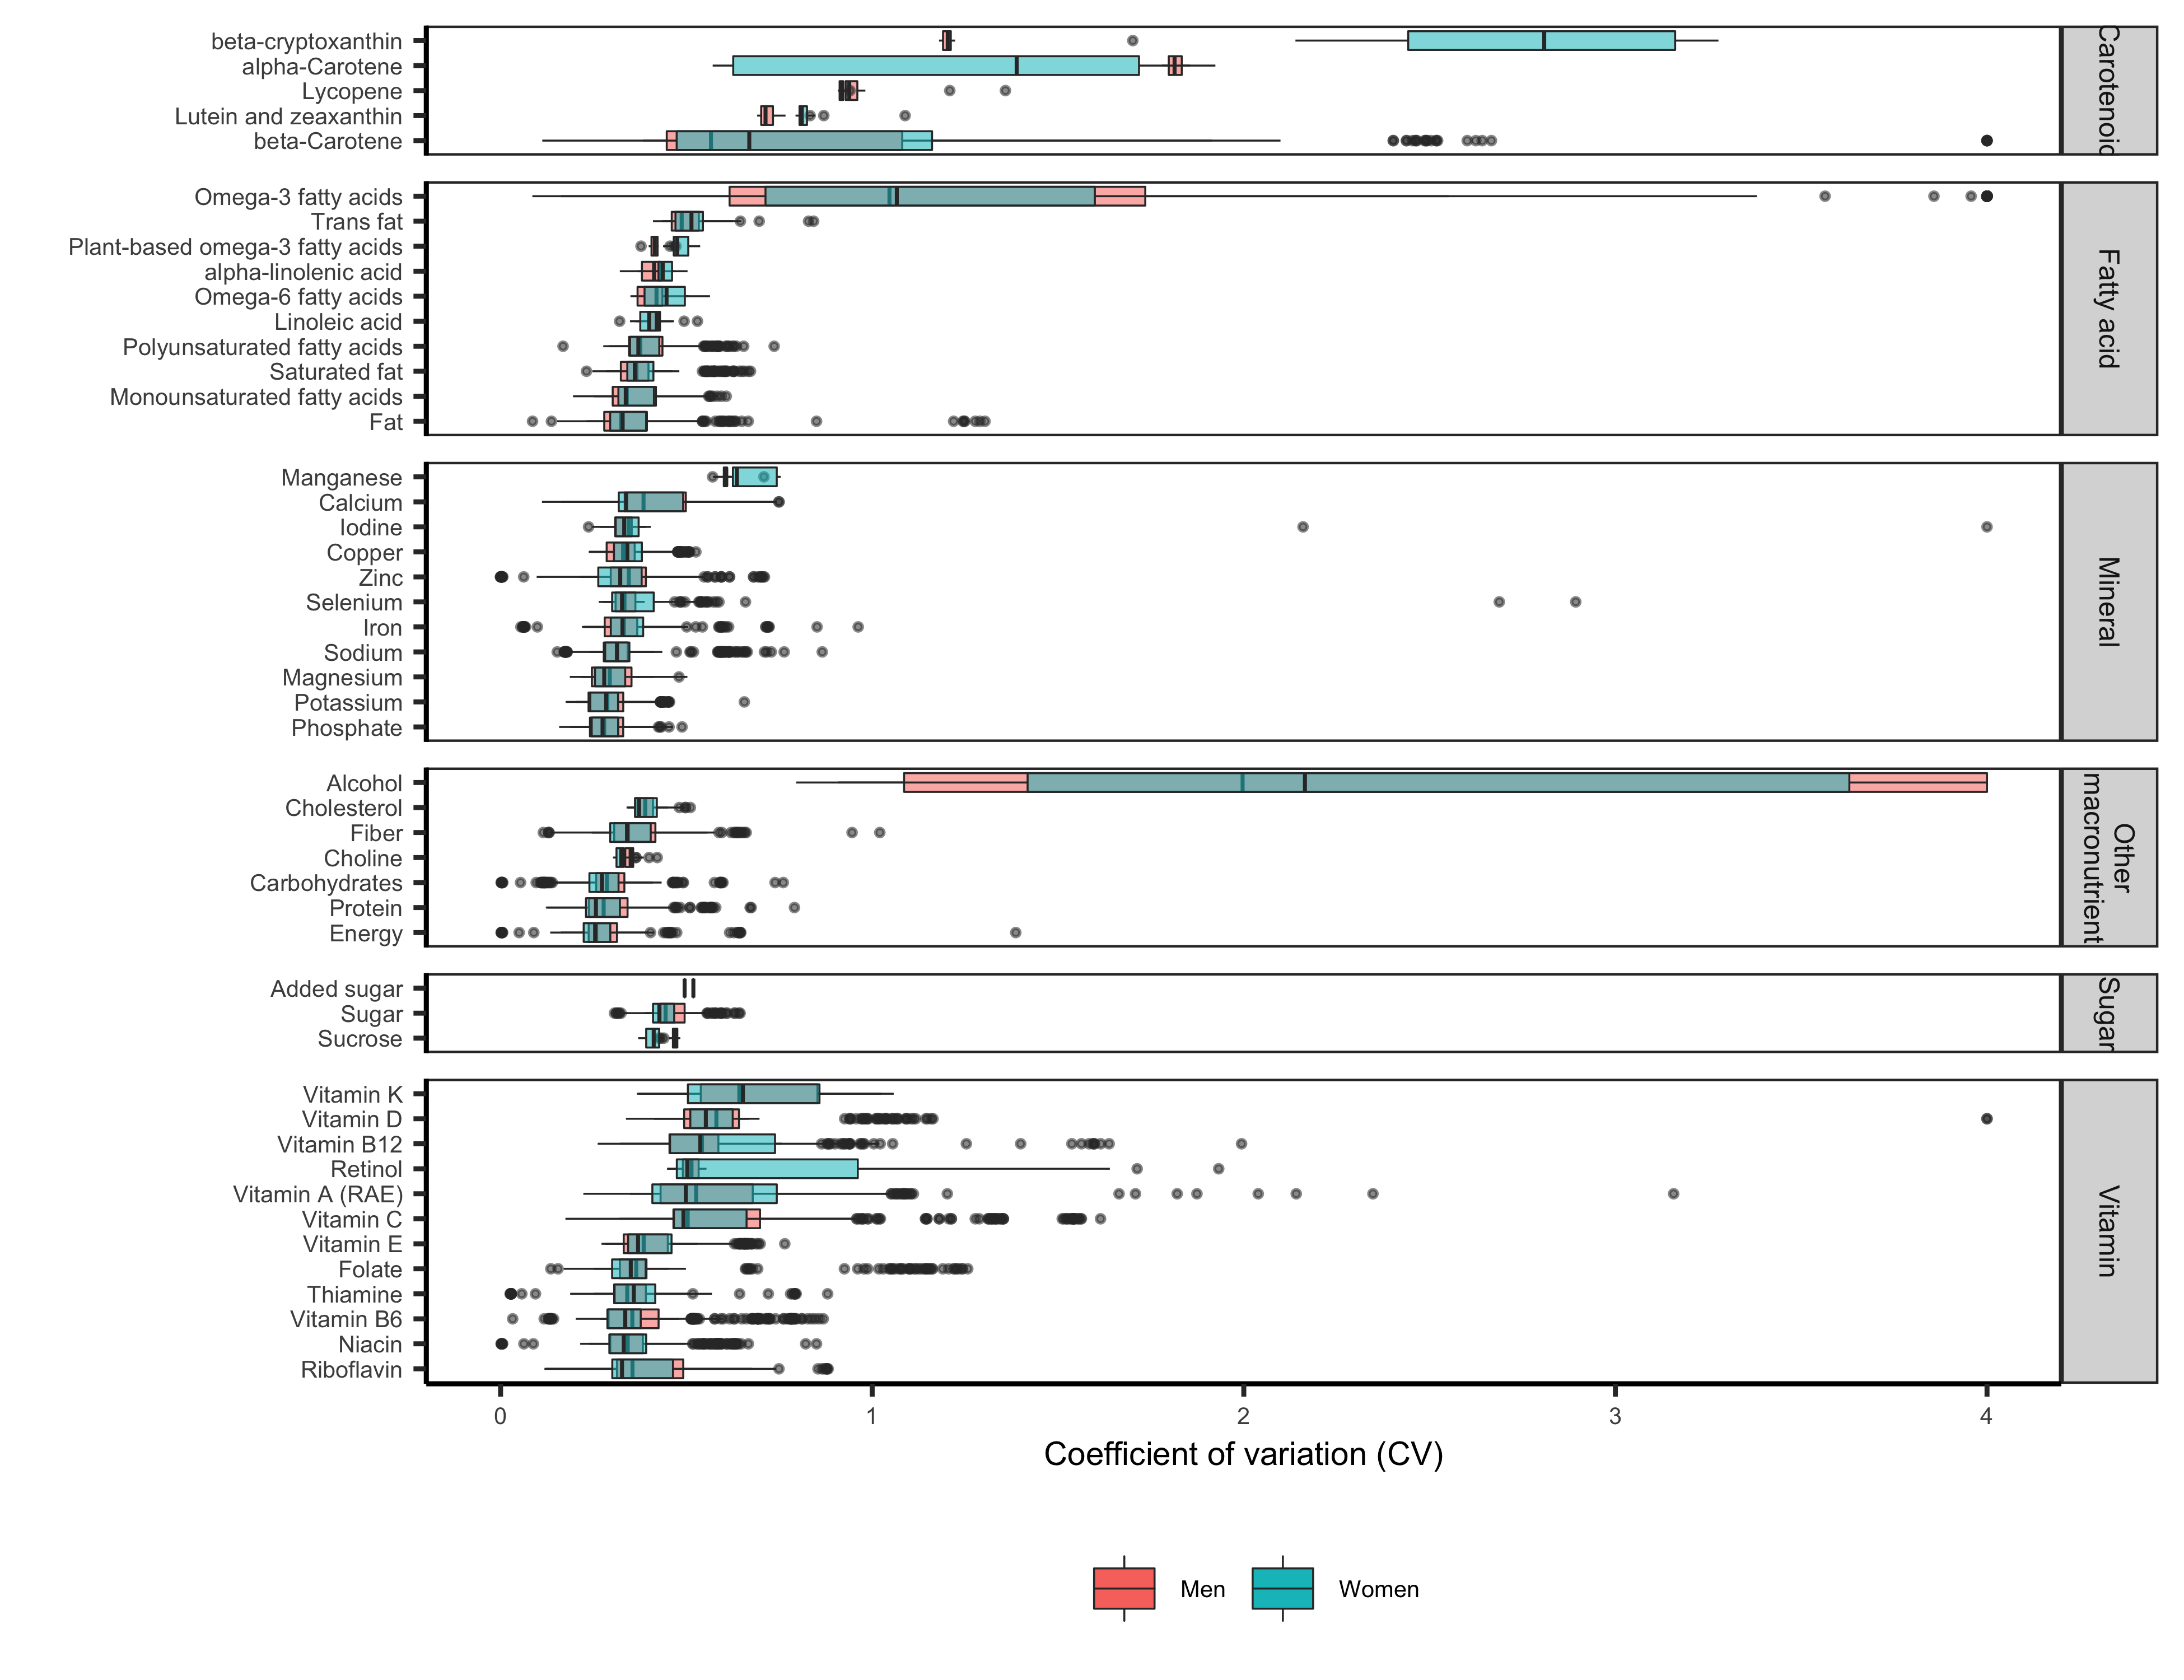 beta-cryptoxanthin
alpha-Carotene
Lycopene
Lutein and zeaxanthin
beta-Carotene
Carotenoid
Omega-3 fatty acids
Trans fat
Plant-based omega-3 fatty acids
alpha-linolenic acid
Omega-6 fatty acids
Linoleic acid
Polyunsaturated fatty acids
Saturated fat
Monounsaturated fatty acids
Fat
Fatty acid
Manganese
Calcium
Iodine
Copper
Zinc
Selenium
Iron
Sodium
Magnesium
Potassium
Phosphate
Mineral
Alcohol
Cholesterol
Fiber
Choline
Carbohydrates
Protein
Energy
Other
macronutrient
Added sugar
Sugar
Sucrose
Sugar
Vitamin K
Vitamin D
Vitamin B12
Retinol
Vitamin A (RAE)
Vitamin C
Vitamin E
Folate
Thiamine
Vitamin B6
Niacin
Riboflavin
Vitamin
0 1 2 3 4
Coefficient of variation (CV)
Men Women